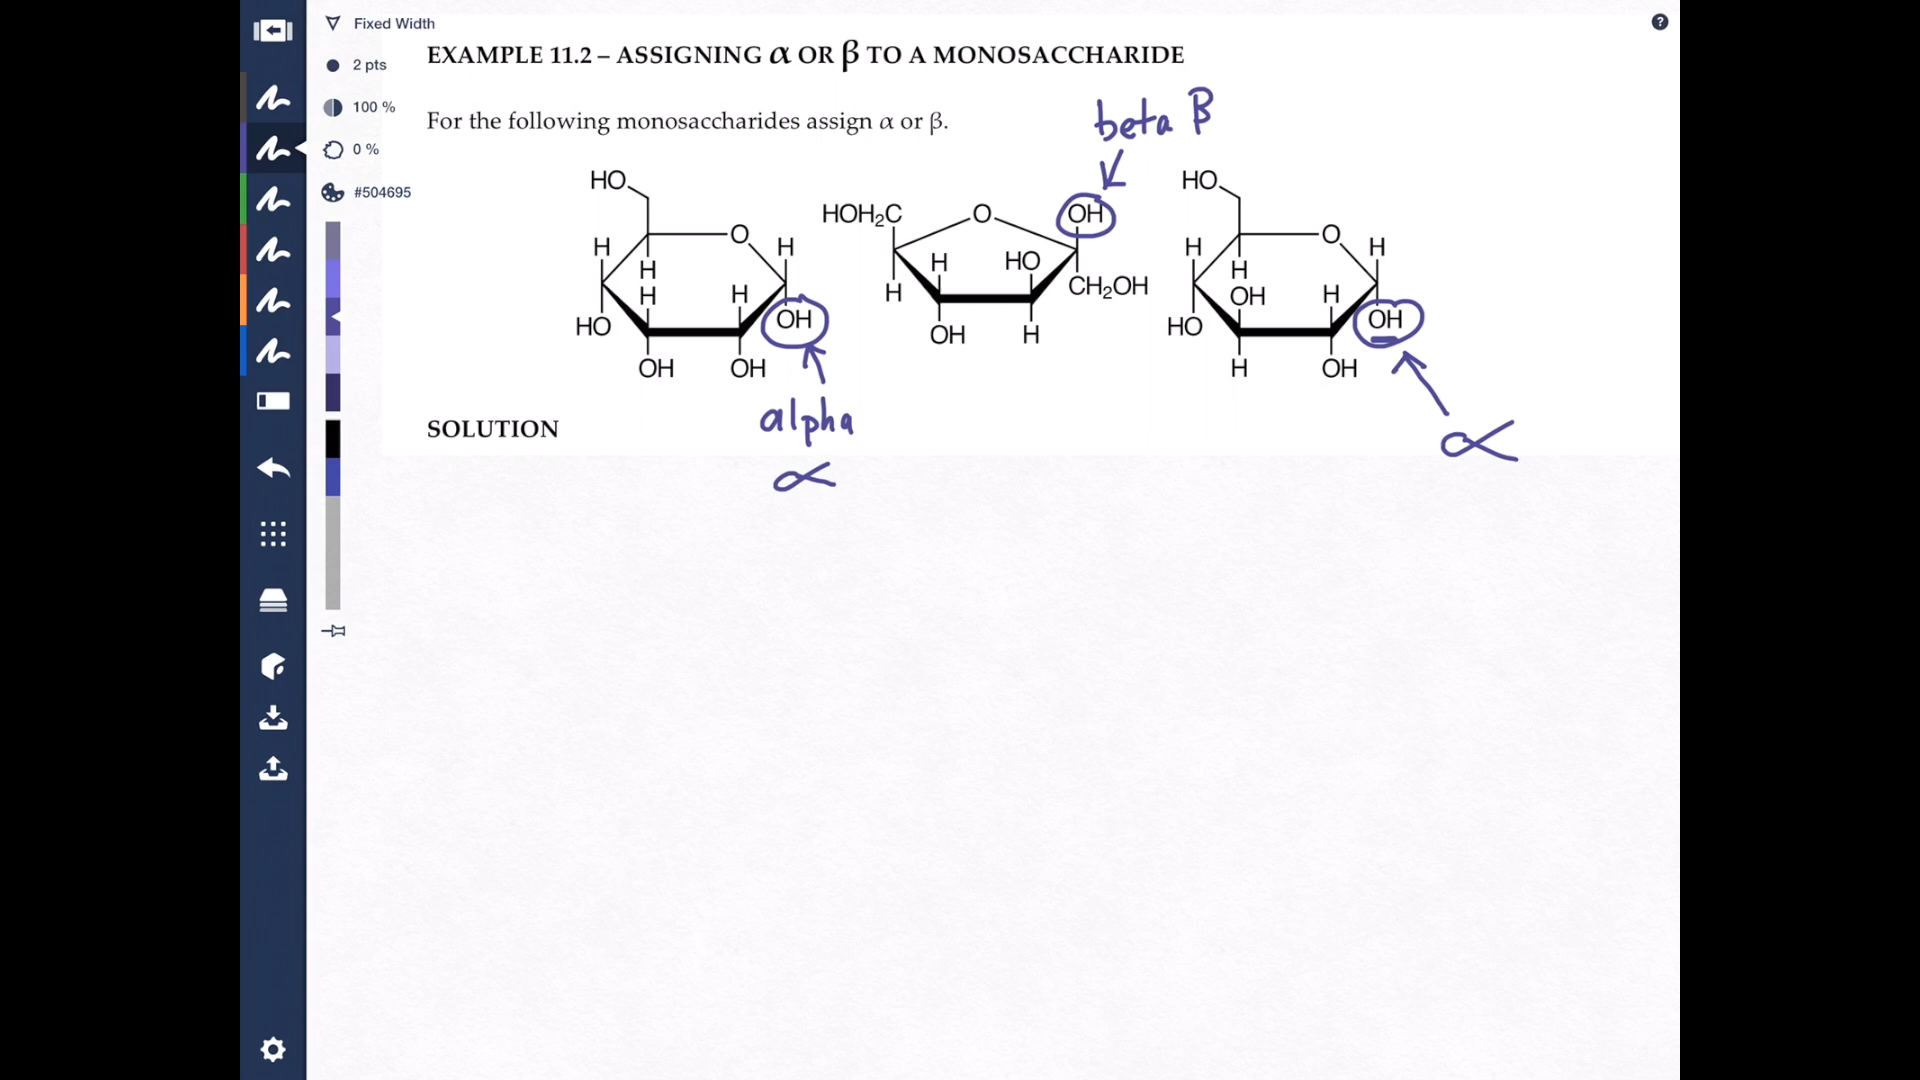 Fixed Width
2 pts
100 %
0 %
#504695
?
EXAMPLE 11.2 – ASSIGNING α OR β TO A MONOSACCHARIDE
For the following monosaccharides assign α or β.
beta β
HO
O
H
H
H
H
H
HO
OH
OH
OH
HOH₂C
O
OH
H
HO
H
CH₂OH
OH
H
HO
O
H
H
H
OH
H
HO
OH
H
OH
alpha
α
α
SOLUTION